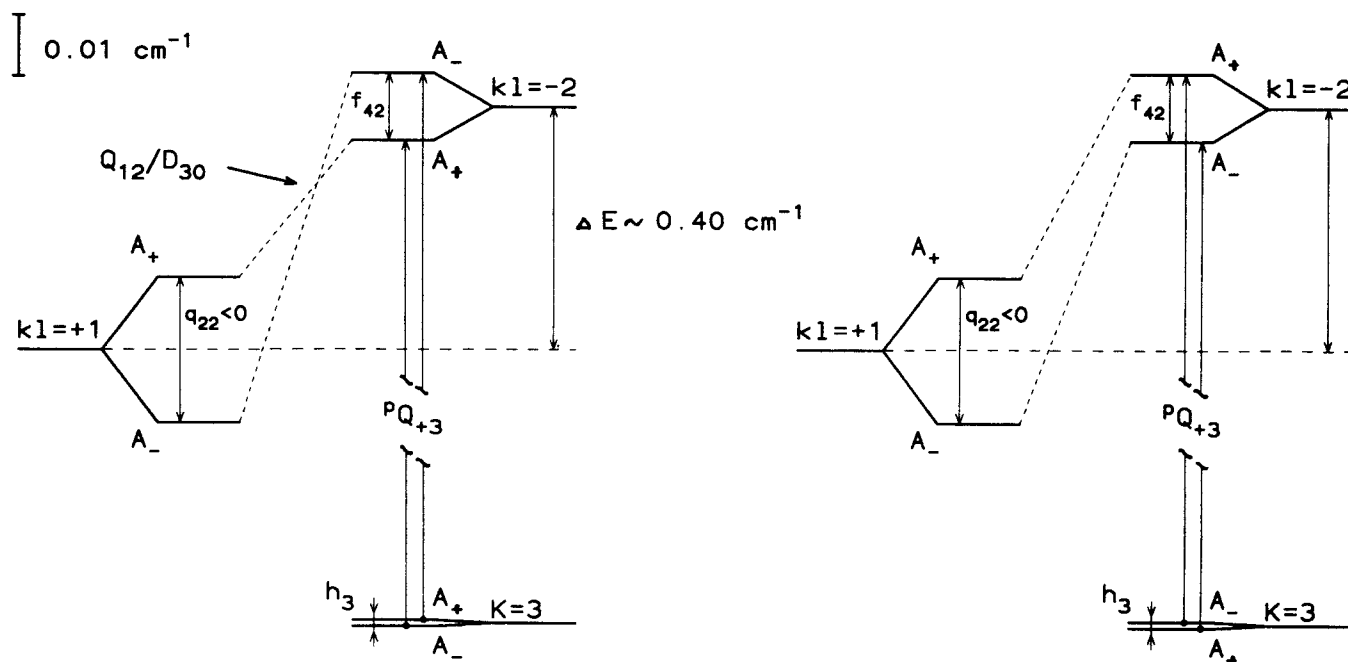 0.01 cm⁻¹
A₋
kl=-2
f₄₂
A₊
Q₁₂/D₃₀
Δ E ~ 0.40 cm⁻¹
A₊
q₂₂<0
kl=+1
A₋
ᴾQ₊₃
h₃
A₊
K=3
A₋
A₊
kl=-2
f₄₂
A₋
A₊
q₂₂<0
kl=+1
A₋
ᴾQ₊₃
h₃
A₋
K=3
A₊